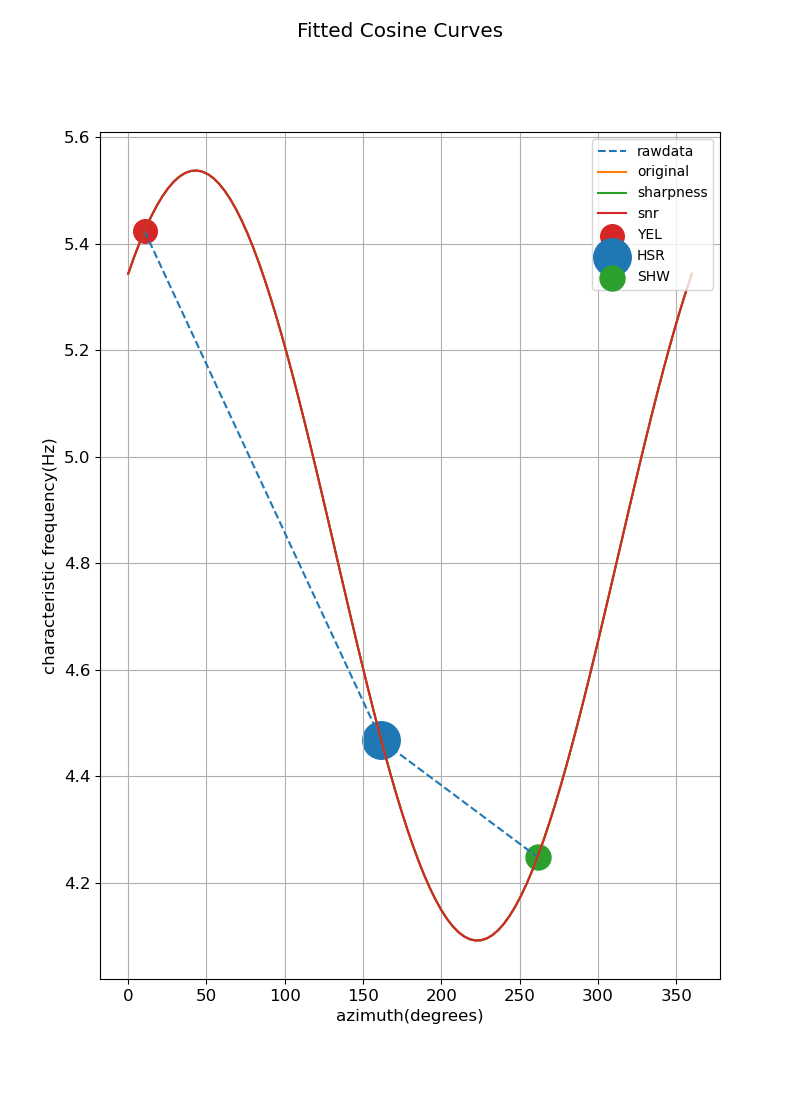 Fitted Cosine Curves
5.6
5.4
5.2
5.0
4.8
4.6
4.4
4.2
characteristic frequency(Hz)
rawdata
original
sharpness
snr
YEL
HSR
SHW
0 50 100 150 200 250 300 350
azimuth(degrees)